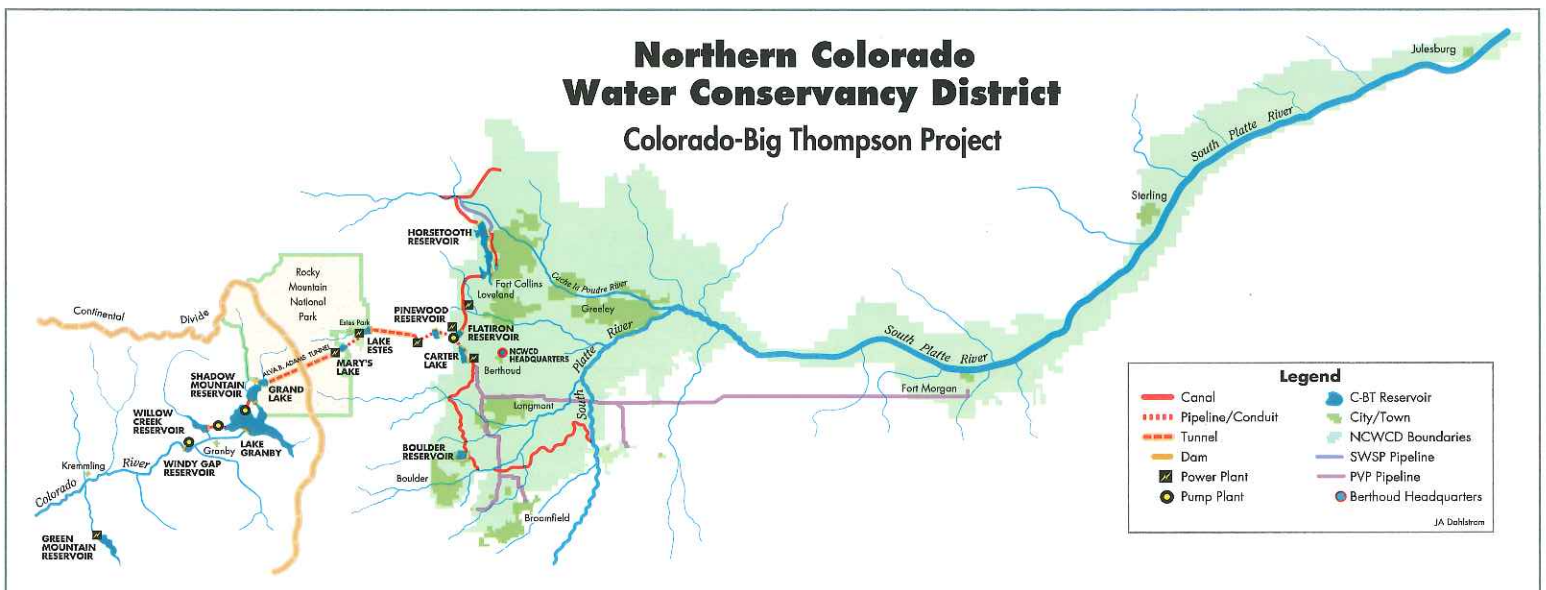 Northern Colorado
Water Conservancy District
Colorado-Big Thompson Project
Julesburg
South Platte River
Sterling
HORSETOOTH
RESERVOIR
Rocky
Mountain
National
Park
Fort Collins
Loveland
Cache la Poudre River
Greeley
Continental
Divide
PINEWOOD
RESERVOIR
Estes Park
FLATIRON
RESERVOIR
LAKE
ESTES
South Platte River
South Platte River
ALVA B. ADAMS TUNNEL
MARY'S
LAKE
CARTER
LAKE
NCWCD
HEADQUARTERS
Berthoud
SHADOW
MOUNTAIN
RESERVOIR
GRAND
LAKE
Fort Morgan
Longmont
WILLOW
CREEK
RESERVOIR
LAKE
GRANBY
Granby
BOULDER
RESERVOIR
WINDY GAP
RESERVOIR
Kremmling
Colorado River
Boulder
Broomfield
GREEN
MOUNTAIN
RESERVOIR
Legend
Canal
Pipeline/Conduit
Tunnel
Dam
Power Plant
Pump Plant
C-BT Reservoir
City/Town
NCWCD Boundaries
SWSP Pipeline
PVP Pipeline
Berthoud Headquarters
JA Dahlstrom